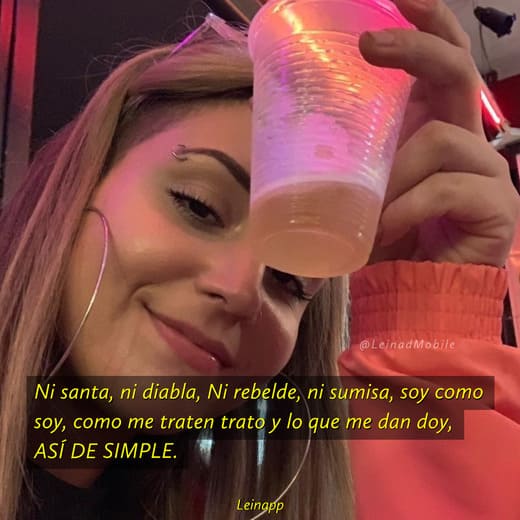 @LeinadMobile
Ni santa, ni diabla, Ni rebelde, ni sumisa, soy como
soy, como me traten trato y lo que me dan doy,
ASÍ DE SIMPLE.
Leinapp